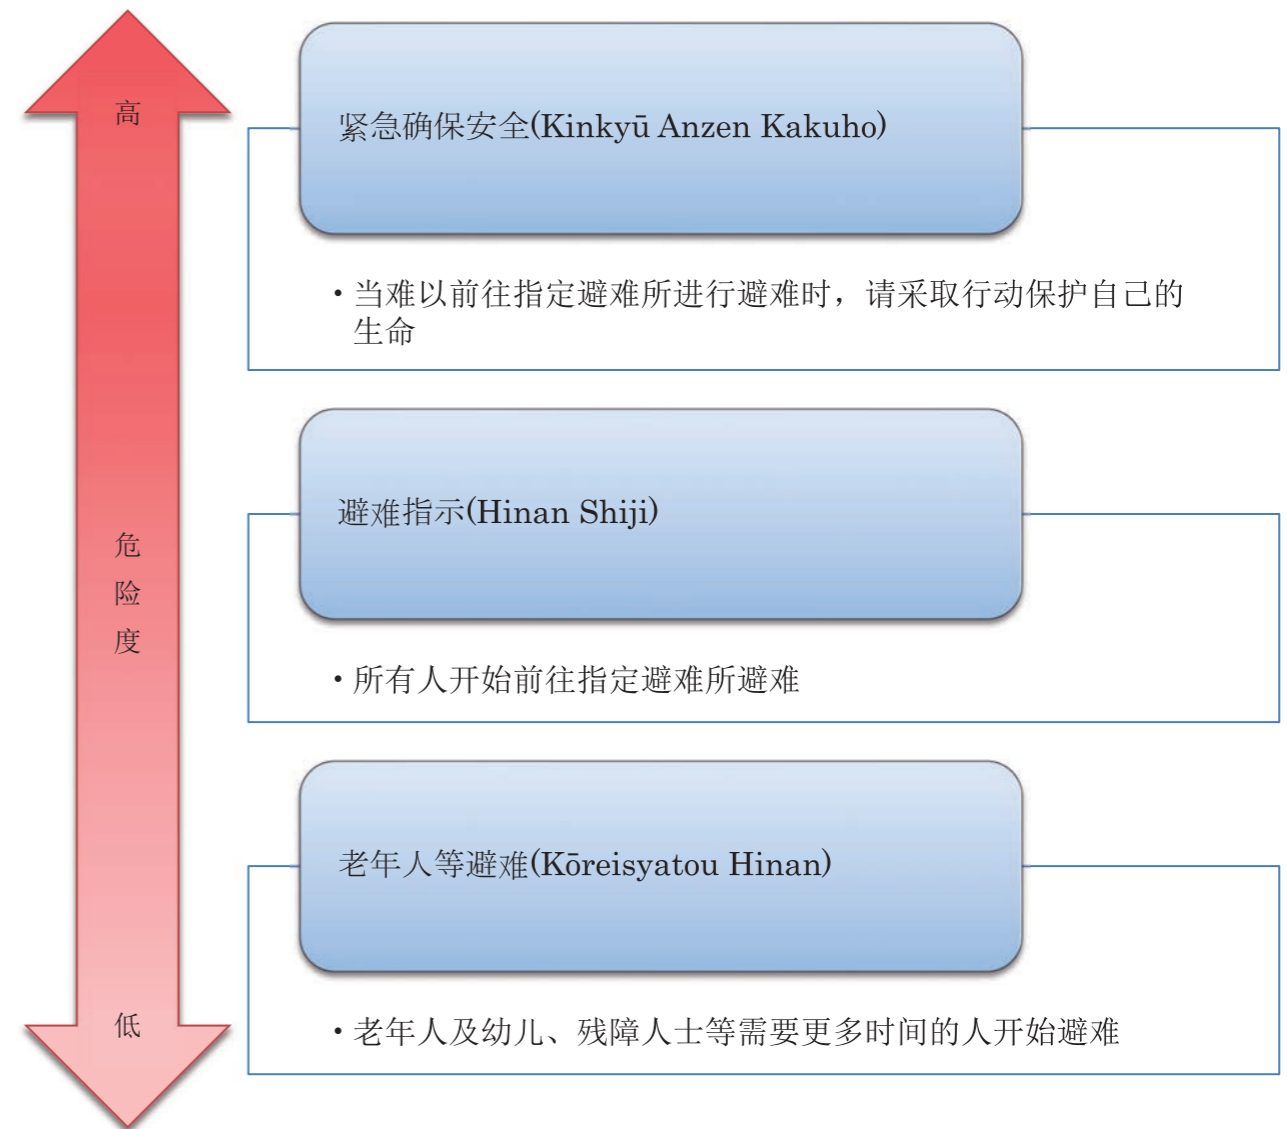 高
紧急确保安全(Kinkyū Anzen Kakuho)
・当难以前往指定避难所进行避难时，请采取行动保护自己的
生命
避难指示(Hinan Shiji)
危
险
度
・所有人开始前往指定避难所避难
老年人等避难(Kōreisyatou Hinan)
低
・老年人及幼儿、残障人士等需要更多时间的人开始避难